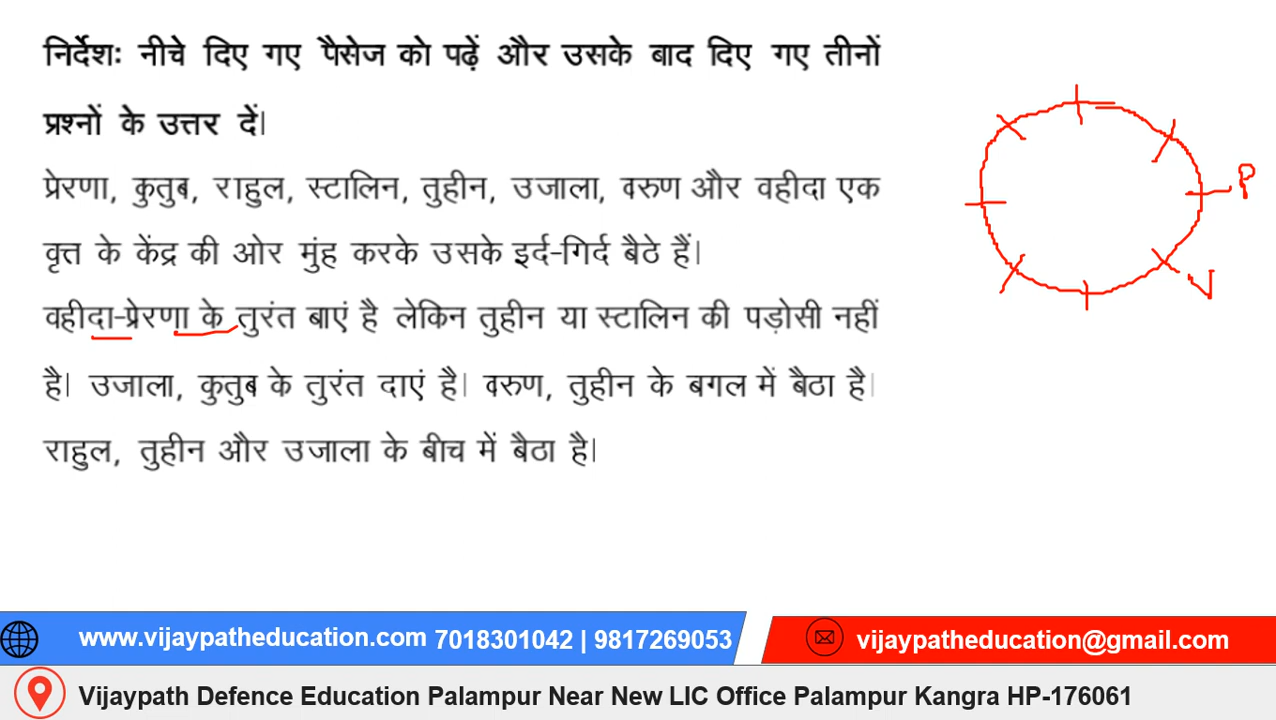 निर्देशः नीचे दिए गए पैसेज को पढ़ें और उसके बाद दिए गए तीनों
प्रश्नों के उत्तर दें।
प्रेरणा, कुतुब, राहुल, स्टालिन, तुहीन, उजाला, वरुण और वहीदा एक
वृत्त के केंद्र की ओर मुंह करके उसके इर्द-गिर्द बैठे हैं।
वहीदा-प्रेरणा के तुरंत बाएं है लेकिन तुहीन या स्टालिन की पड़ोसी नहीं
है। उजाला, कुतुब के तुरंत दाएं है। वरुण, तुहीन के बगल में बैठा है।
राहुल, तुहीन और उजाला के बीच में बैठा है।
P
V
www.vijaypatheducation.com 7018301042 | 9817269053
vijaypatheducation@gmail.com
Vijaypath Defence Education Palampur Near New LIC Office Palampur Kangra HP-176061